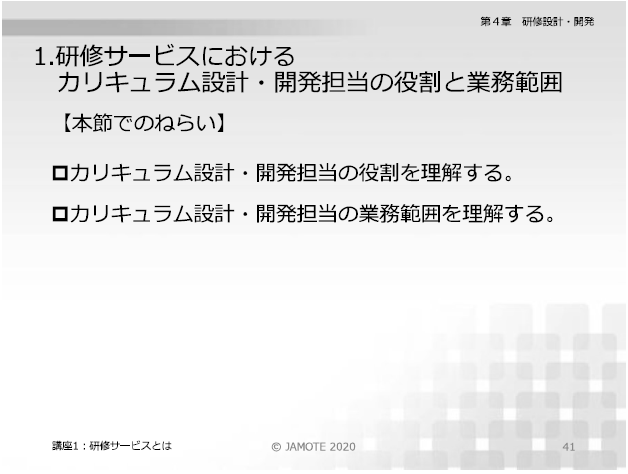 第４章　研修設計・開発
1.研修サービスにおける
カリキュラム設計・開発担当の役割と業務範囲
【本節でのねらい】
カリキュラム設計・開発担当の役割を理解する。
カリキュラム設計・開発担当の業務範囲を理解する。
講座1：研修サービスとは
© JAMOTE 2020
41